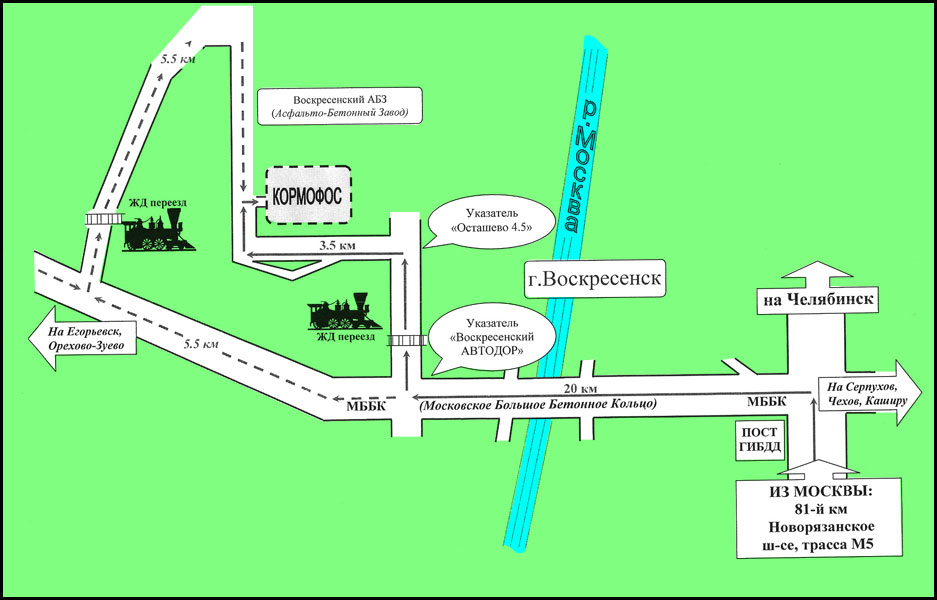 5.5 км
Воскресенский АБЗ
(Асфальто-Бетонный Завод)
р.Москва
ЖД переезд
КОРМОФОС
Указатель
«Осташево 4.5»
3.5 км
г.Воскресенск
на Челябинск
ЖД переезд
Указатель
«Воскресенский
АВТОДОР»
На Егорьевск,
Орехово-Зуево
5.5 км
20 км
МББК
(Московское Большое Бетонное Кольцо)
МББК
На Серпухов,
Чехов, Каширу
ПОСТ
ГИБДД
ИЗ МОСКВЫ:
81-й км
Новорязанское
ш-се, трасса М5